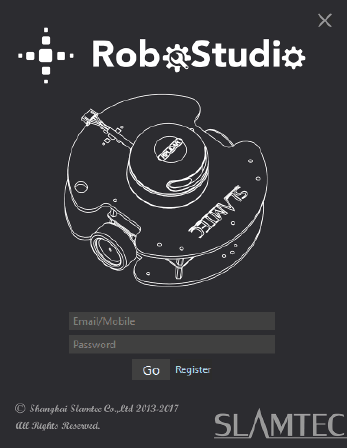 RoboStudio
SLAMTEC
Email/Mobile
Password
Go
Register
© Shanghai Slamtec Co.,Ltd 2013-2017
All Rights Reserved.
SLAMTEC